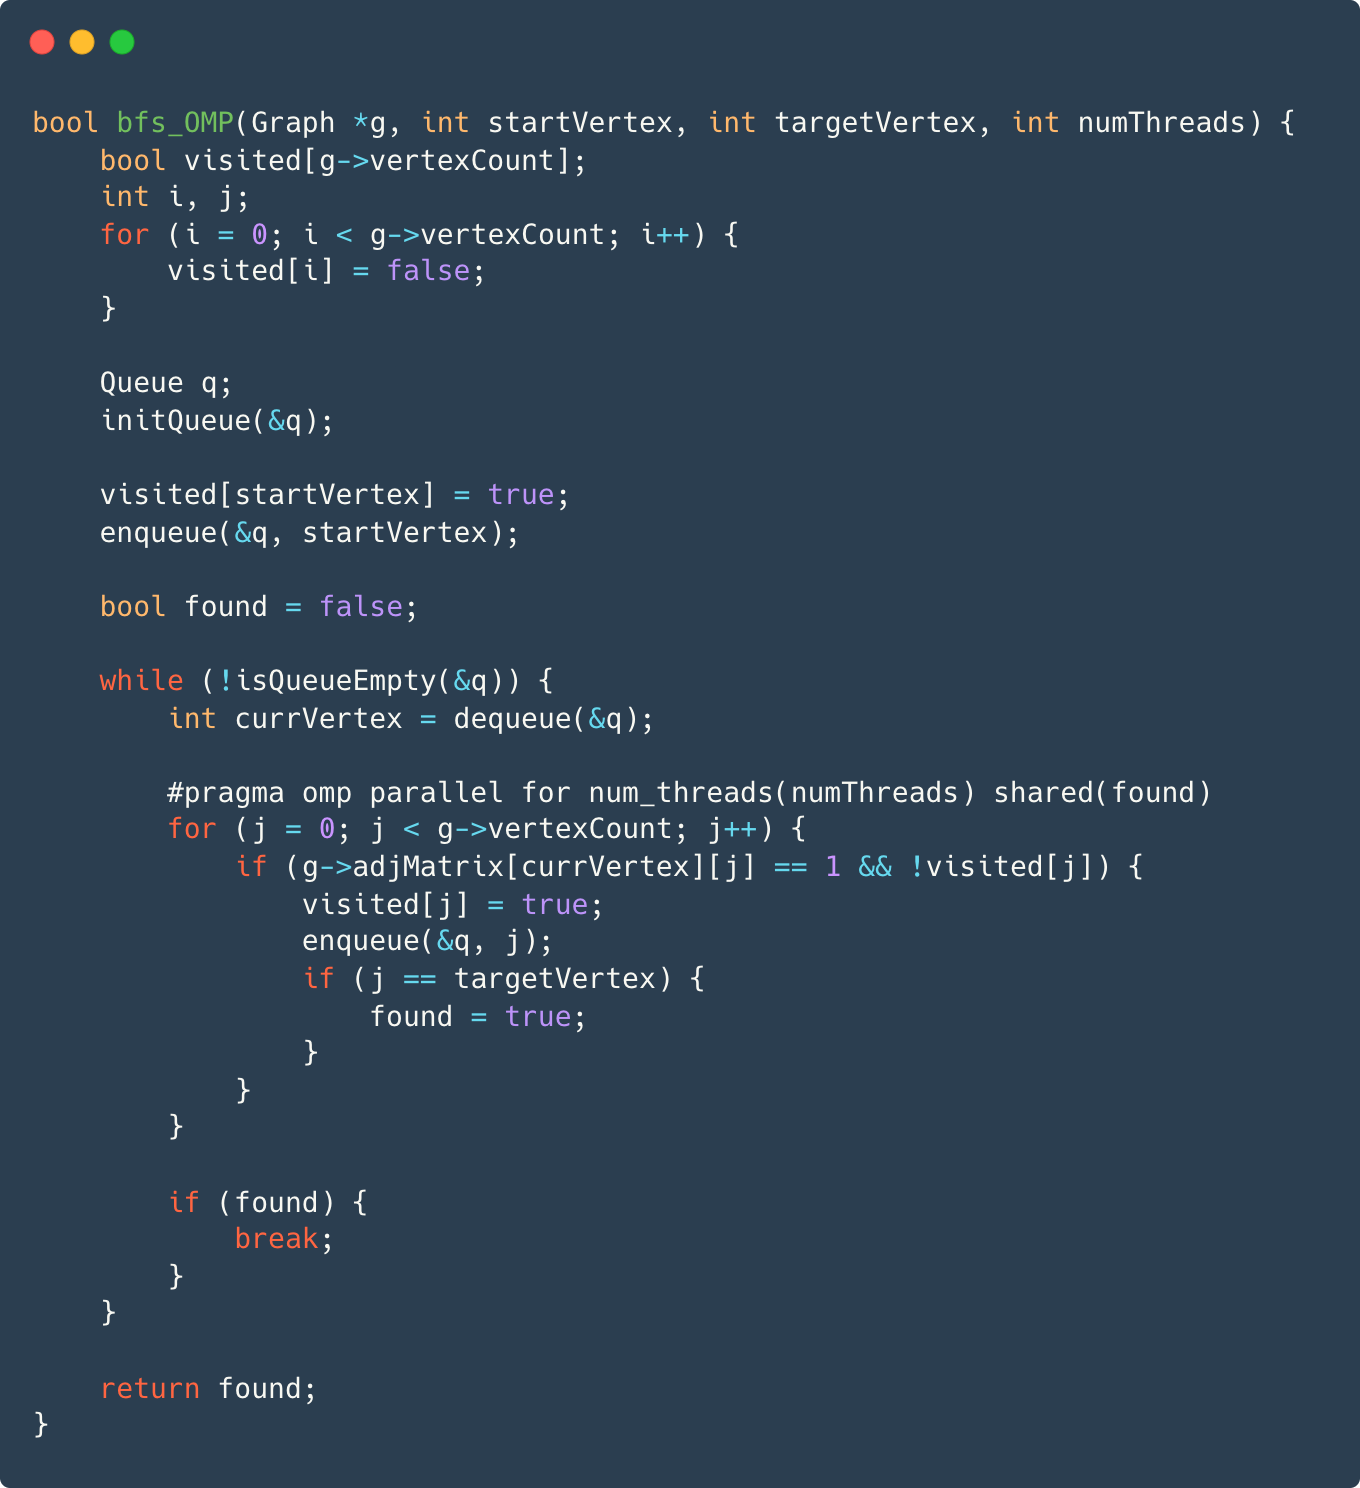 bool bfs_OMP(Graph *g, int startVertex, int targetVertex, int numThreads) {
    bool visited[g->vertexCount];
    int i, j;
    for (i = 0; i < g->vertexCount; i++) {
        visited[i] = false;
    }

    Queue q;
    initQueue(&q);

    visited[startVertex] = true;
    enqueue(&q, startVertex);

    bool found = false;

    while (!isQueueEmpty(&q)) {
        int currVertex = dequeue(&q);

        #pragma omp parallel for num_threads(numThreads) shared(found)
        for (j = 0; j < g->vertexCount; j++) {
            if (g->adjMatrix[currVertex][j] == 1 && !visited[j]) {
                visited[j] = true;
                enqueue(&q, j);
                if (j == targetVertex) {
                    found = true;
                }
            }
        }

        if (found) {
            break;
        }
    }

    return found;
}